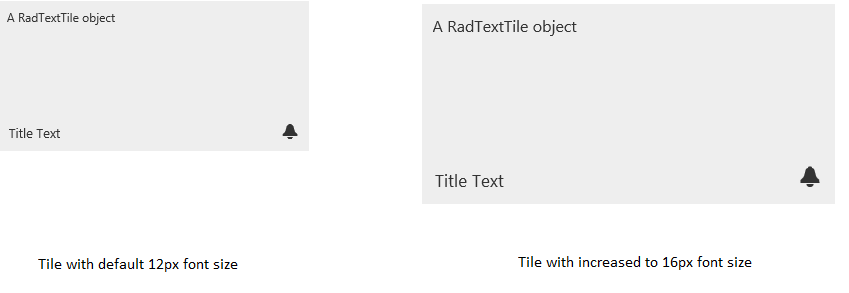 A RadTextTile object
Title Text
Tile with default 12px font size
A RadTextTile object
Title Text
Tile with increased to 16px font size